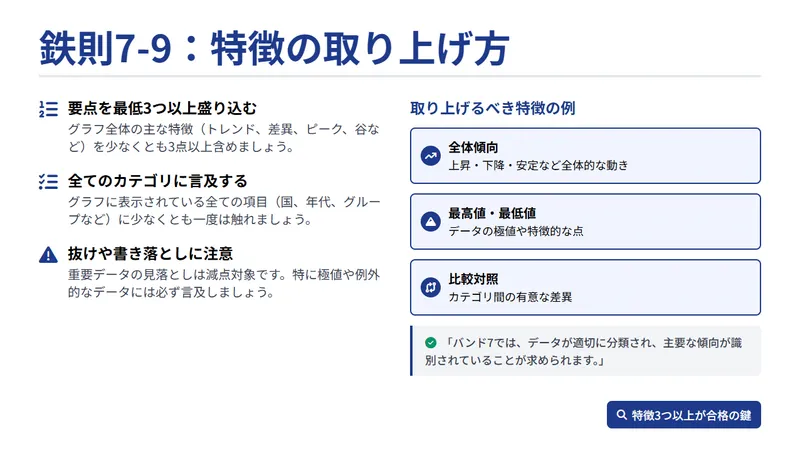 鉄則7-9：特徴の取り上げ方
要点を最低3つ以上盛り込む
グラフ全体の主な特徴（トレンド、差異、ピーク、谷な
ど）を少なくとも3点以上含めましょう。
全てのカテゴリに言及する
グラフに表示されている全ての項目（国、年代、グルー
プなど）に少なくとも一度は触れましょう。
抜けや書き落としに注意
重要データの見落としは減点対象です。特に極値や例外
的なデータには必ず言及しましょう。
取り上げるべき特徴の例
全体傾向
上昇・下降・安定など全体的な動き
最高値・最低値
データの極値や特徴的な点
比較対照
カテゴリ間の有意な差異
「バンド7では、データが適切に分類され、主要な傾向が識
別されていることが求められます。」
特徴3つ以上が合格の鍵